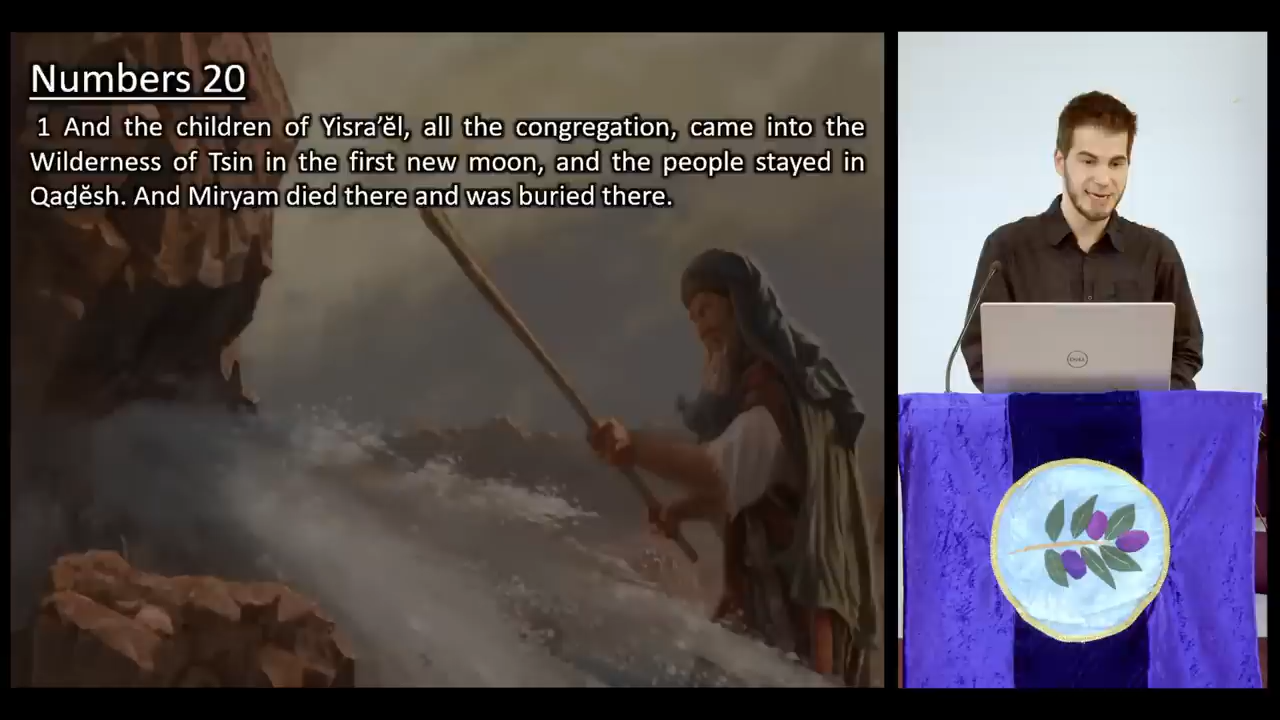 Numbers 20
1 And the children of Yisra’ĕl, all the congregation, came into the
Wilderness of Tsin in the first new moon, and the people stayed in
Qaḏĕsh. And Miryam died there and was buried there.
DELL